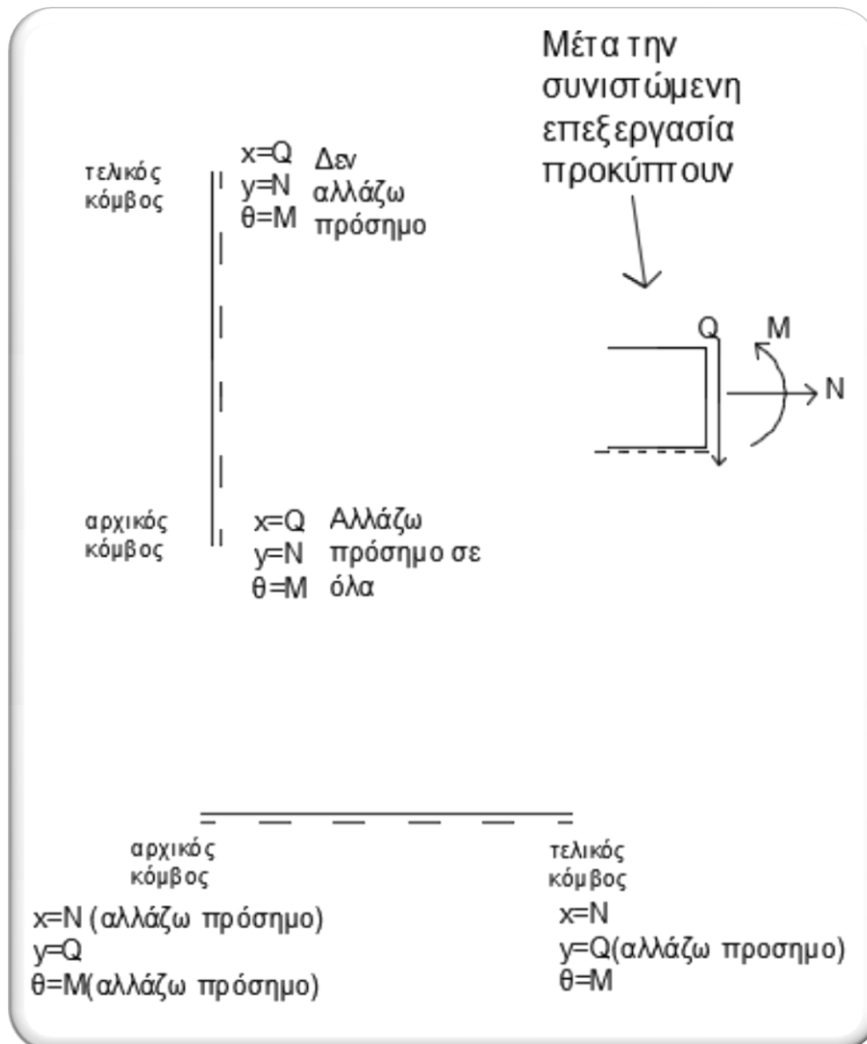 Μέτα την
συνιστώμενη
επεξεργασία
προκύπτουν
τελικός
κόμβος
x=Q Δεν
y=N αλλάζω
θ=M πρόσημο
Q
M
N
αρχικός
κόμβος
x=Q Αλλάζω
y=N πρόσημο σε
θ=M όλα
αρχικός
κόμβος
x=N (αλλάζω πρόσημο)
y=Q
θ=M(αλλάζω πρόσημο)
τελικός
κόμβος
x=N
y=Q(αλλάζω προσημο)
θ=M